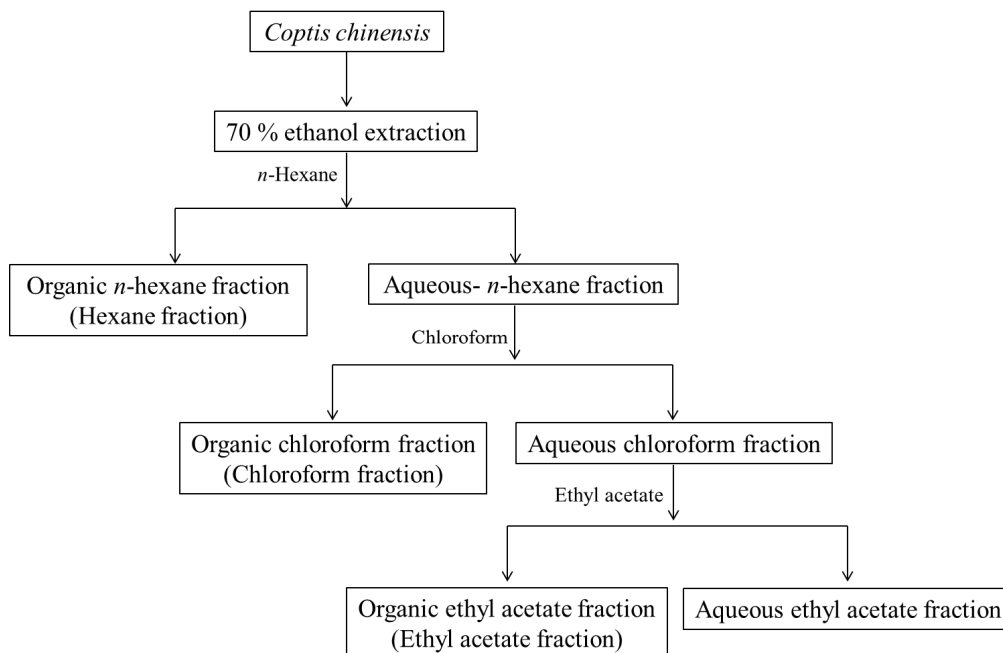 Coptis chinensis
70 % ethanol extraction
n-Hexane
Organic n-hexane fraction
(Hexane fraction)
Aqueous- n-hexane fraction
Chloroform
Organic chloroform fraction
(Chloroform fraction)
Aqueous chloroform fraction
Ethyl acetate
Organic ethyl acetate fraction
(Ethyl acetate fraction)
Aqueous ethyl acetate fraction